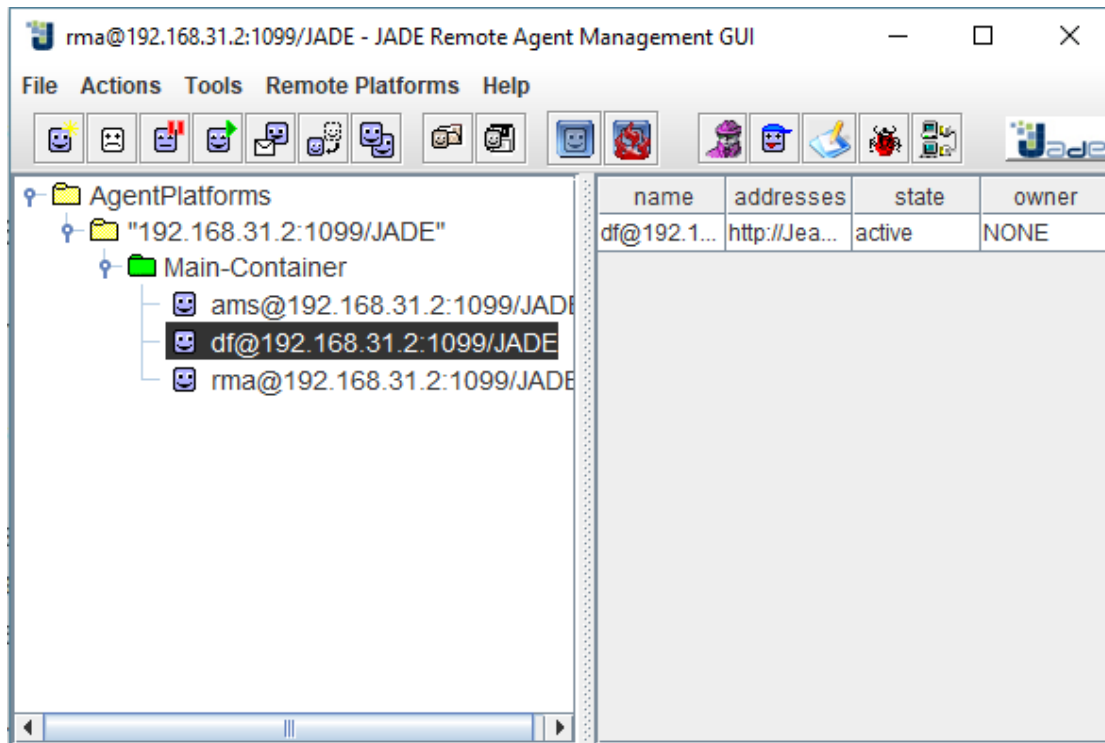 rma@192.168.31.2:1099/JADE - JADE Remote Agent Management GUI
File Actions Tools Remote Platforms Help
Jade
AgentPlatforms
"192.168.31.2:1099/JADE"
Main-Container
ams@192.168.31.2:1099/JADE
df@192.168.31.2:1099/JADE
rma@192.168.31.2:1099/JADE
name addresses state owner
df@192.1... http://Jea... active NONE